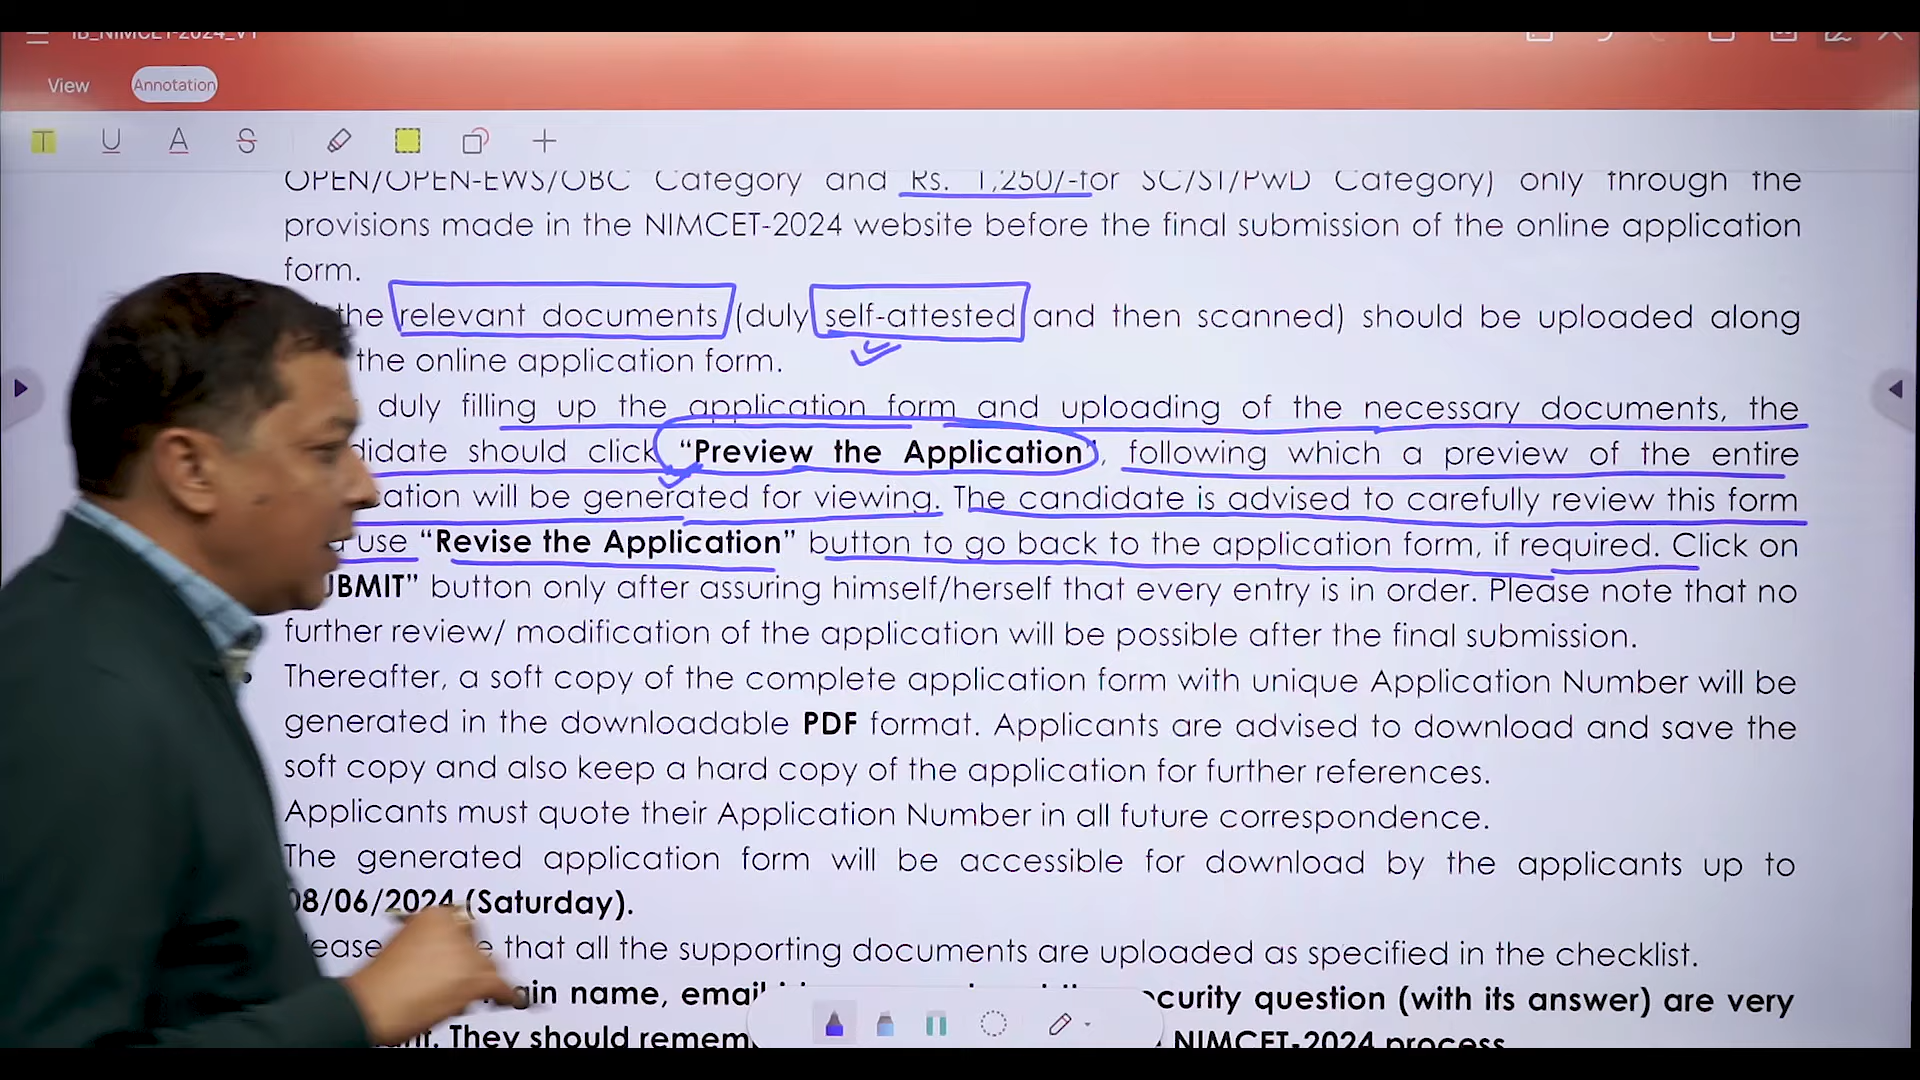 IB_NIMCET-2024_V1
View
Annotation
T U A S
OPEN/OPEN-EWS/OBC Category and Rs. 1,250/-for SC/ST/PwD Category) only through the
provisions made in the NIMCET-2024 website before the final submission of the online application
form.
the relevant documents (duly self-attested and then scanned) should be uploaded along
the online application form.
duly filling up the application form and uploading of the necessary documents, the
didate should click “Preview the Application”, following which a preview of the entire
cation will be generated for viewing. The candidate is advised to carefully review this form
use “Revise the Application” button to go back to the application form, if required. Click on
UBMIT” button only after assuring himself/herself that every entry is in order. Please note that no
further review/ modification of the application will be possible after the final submission.
• Thereafter, a soft copy of the complete application form with unique Application Number will be
generated in the downloadable PDF format. Applicants are advised to download and save the
soft copy and also keep a hard copy of the application for further references.
Applicants must quote their Application Number in all future correspondence.
The generated application form will be accessible for download by the applicants up to
08/06/2024 (Saturday).
lease that all the supporting documents are uploaded as specified in the checklist.
gin name, email curity question (with its answer) are very
They should remem NIMCET-2024 process